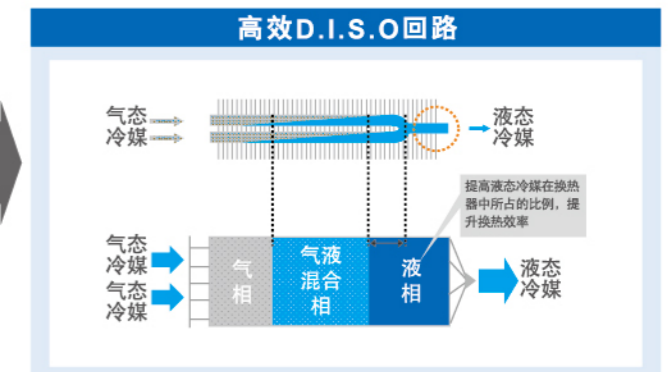 高效D.I.S.O回路
气态
冷媒
液态
冷媒
提高液态冷媒在换热
器中所占的比例，提
升换热效率
气态
冷媒
气态
冷媒
气
相
气液
混合
相
液
相
液态
冷媒